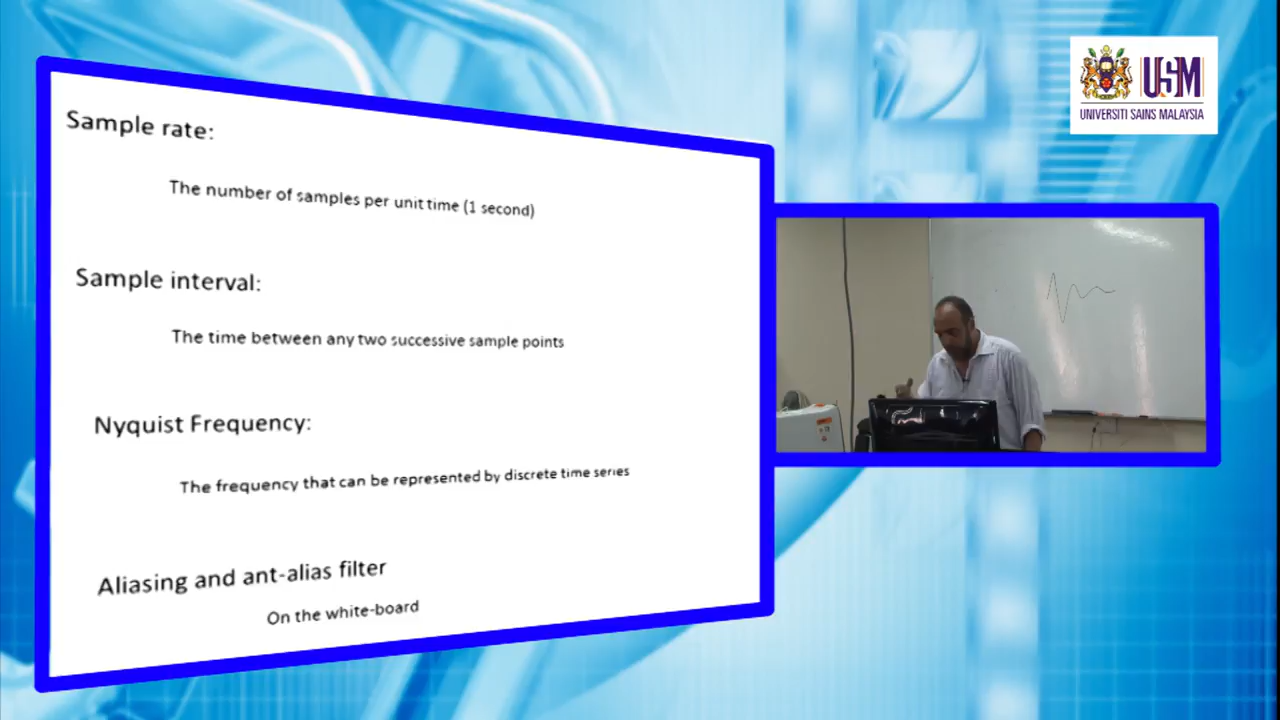 Sample rate:
The number of samples per unit time (1 second)
Sample interval:
The time between any two successive sample points
Nyquist Frequency:
The frequency that can be represented by discrete time series
Aliasing and ant-alias filter
On the white-board
USM
UNIVERSITI SAINS MALAYSIA